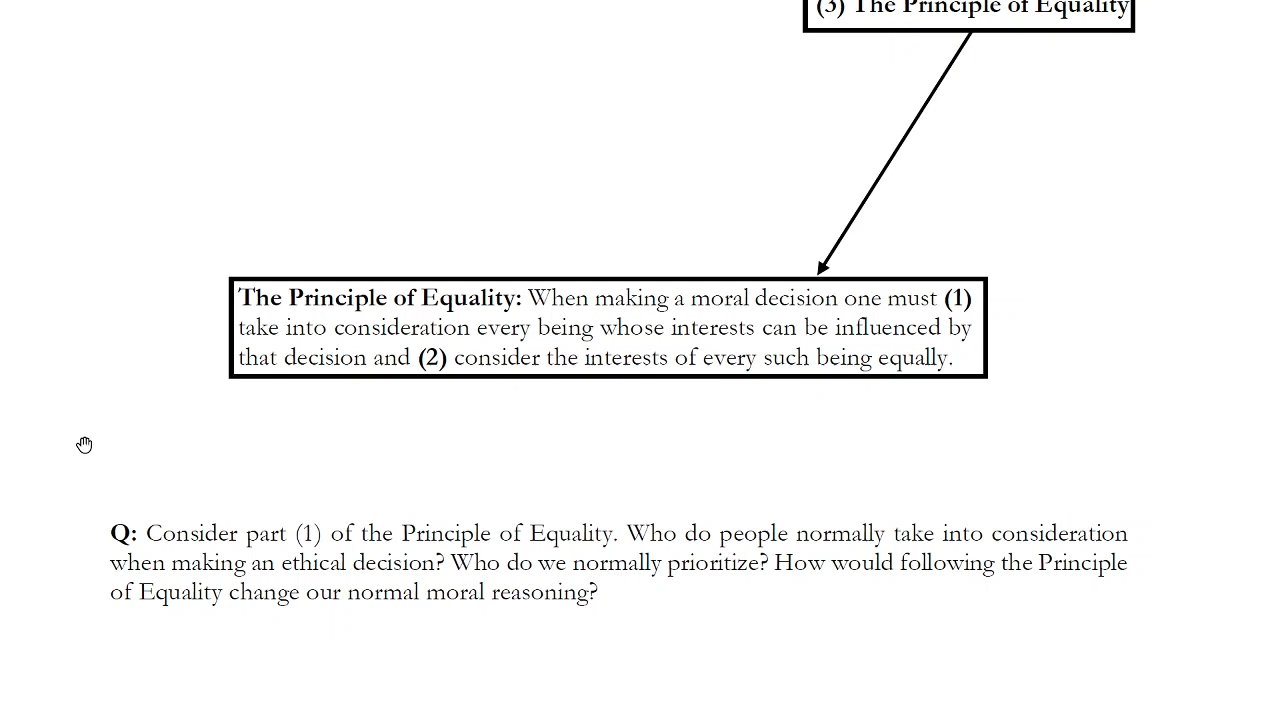 (3) The Principle of Equality
The Principle of Equality: When making a moral decision one must (1)
take into consideration every being whose interests can be influenced by
that decision and (2) consider the interests of every such being equally.
Q: Consider part (1) of the Principle of Equality. Who do people normally take into consideration
when making an ethical decision? Who do we normally prioritize? How would following the Principle
of Equality change our normal moral reasoning?